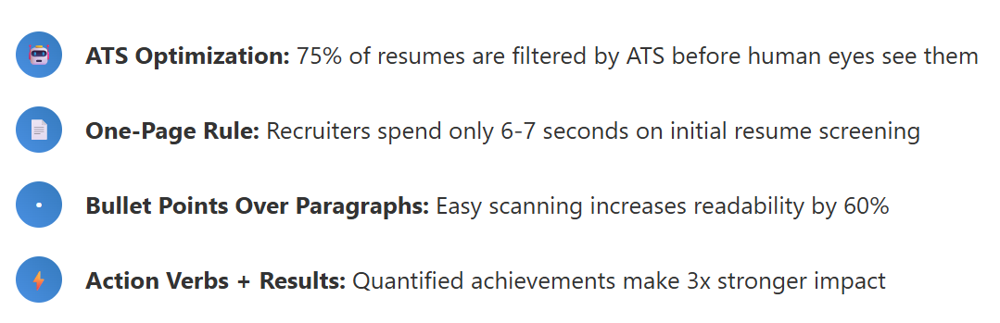 ATS Optimization: 75% of resumes are filtered by ATS before human eyes see them
One-Page Rule: Recruiters spend only 6-7 seconds on initial resume screening
Bullet Points Over Paragraphs: Easy scanning increases readability by 60%
Action Verbs + Results: Quantified achievements make 3x stronger impact